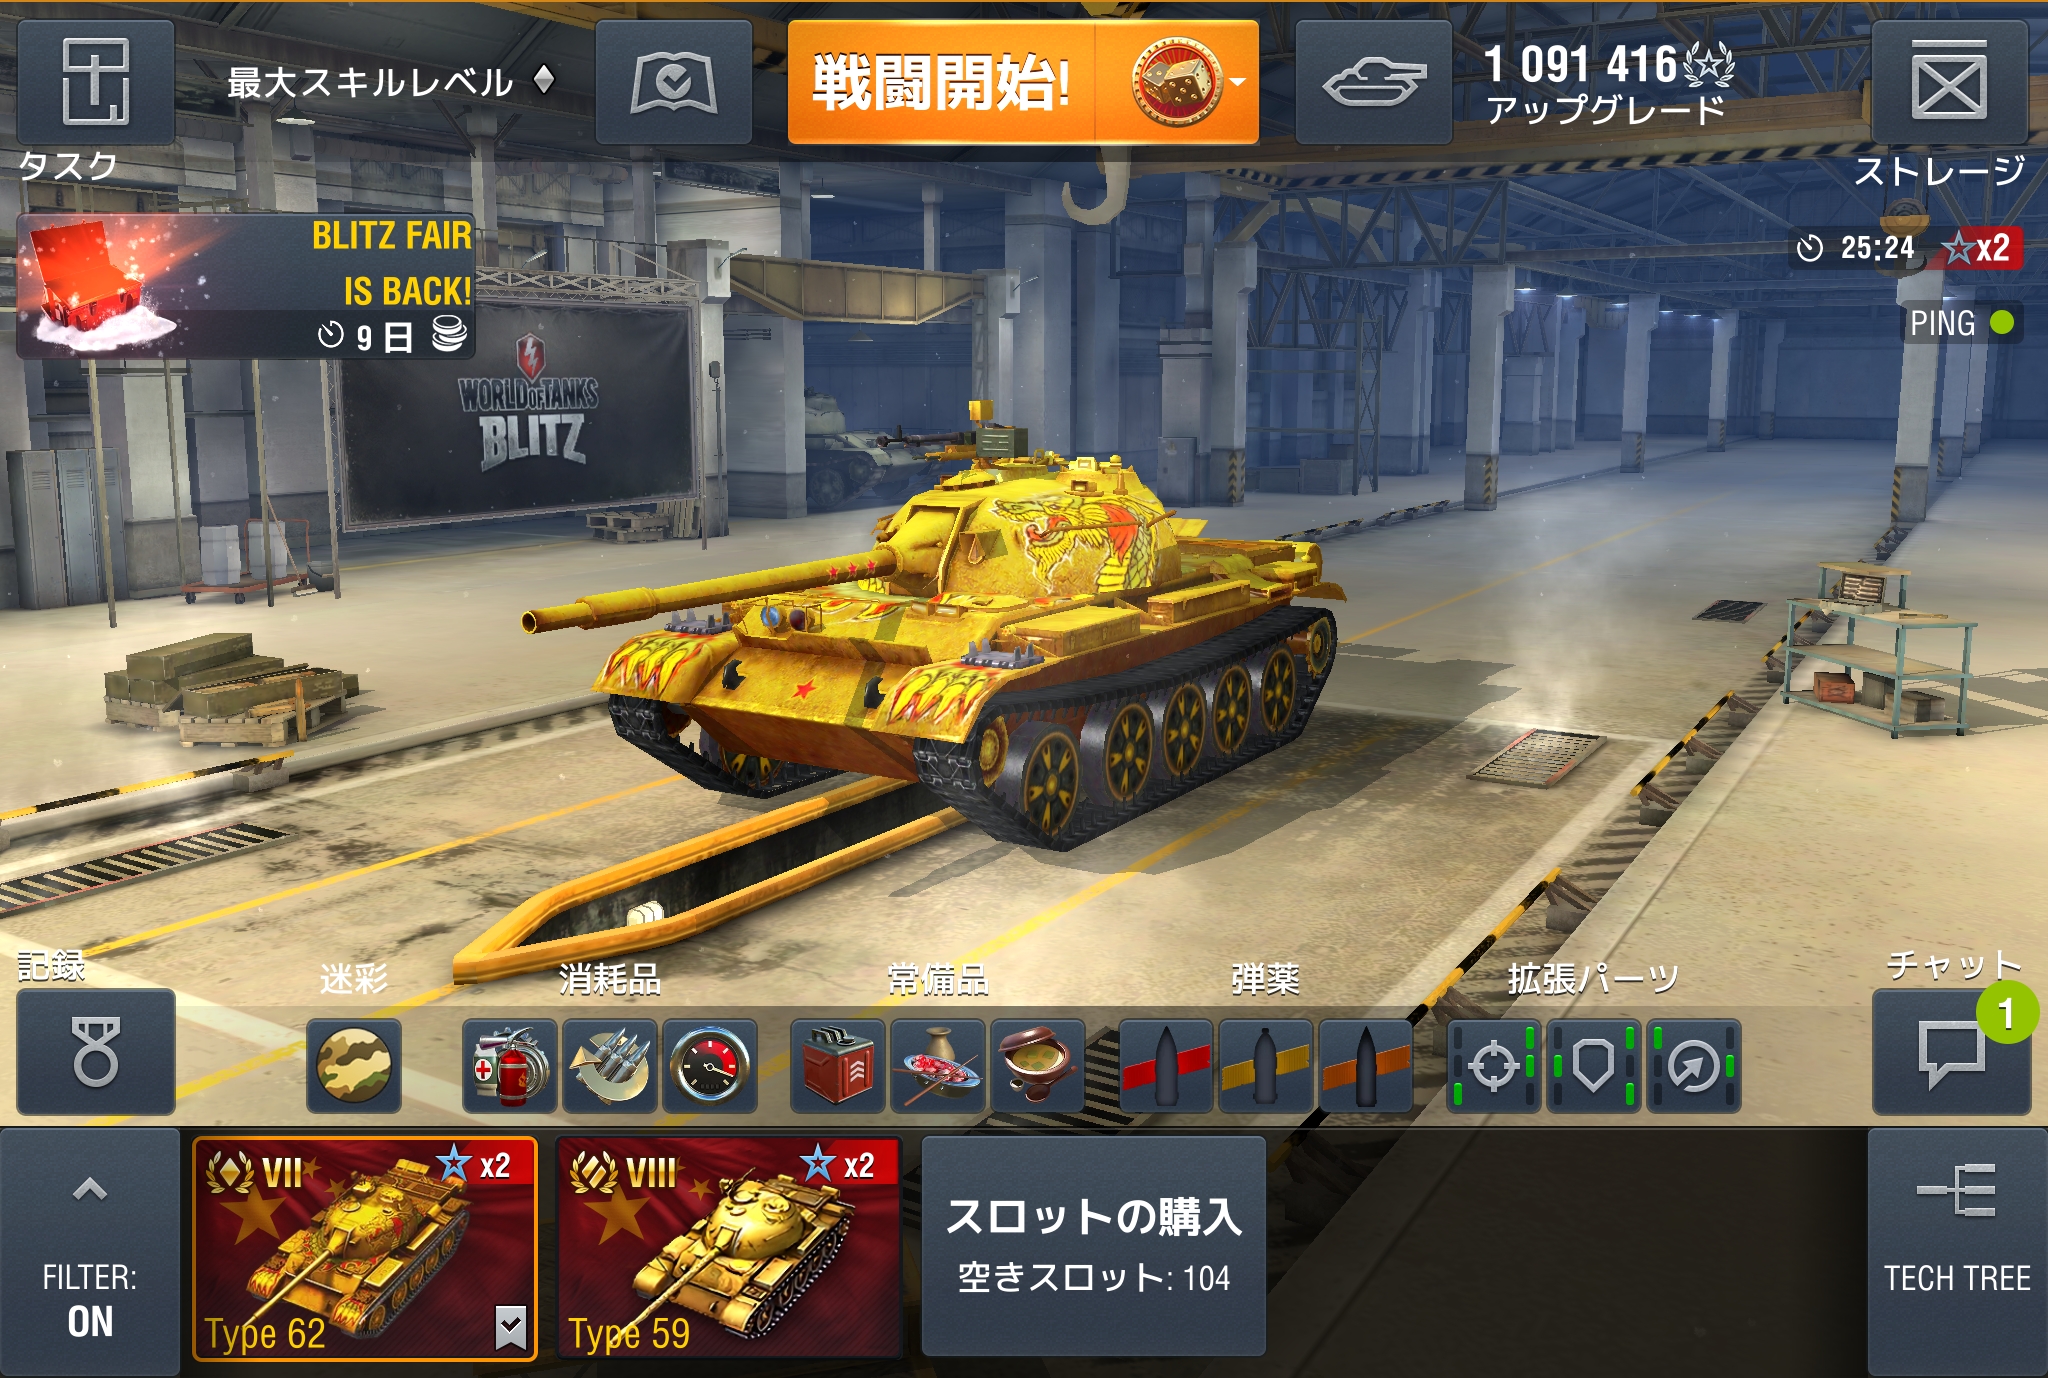 最大スキルレベル
戦闘開始!
1 091 416
アップグレード
タスク
ストレージ
BLITZ FAIR
IS BACK!
9 日
25:24
x2
PING
WORLD OF TANKS
BLITZ
記録
迷彩
消耗品
常備品
弾薬
拡張パーツ
チャット
1
FILTER:
ON
VII
x2
Type 62
VIII
x2
Type 59
スロットの購入
空きスロット: 104
TECH TREE